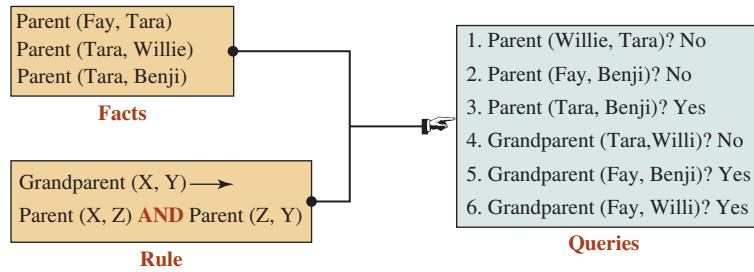 Parent (Fay, Tara)
Parent (Tara, Willie)
Parent (Tara, Benji)
Facts
Grandparent (X, Y) ⟶
Parent (X, Z) AND Parent (Z, Y)
Rule
1. Parent (Willie, Tara)? No
2. Parent (Fay, Benji)? No
3. Parent (Tara, Benji)? Yes
4. Grandparent (Tara,Willi)? No
5. Grandparent (Fay, Benji)? Yes
6. Grandparent (Fay, Willi)? Yes
Queries